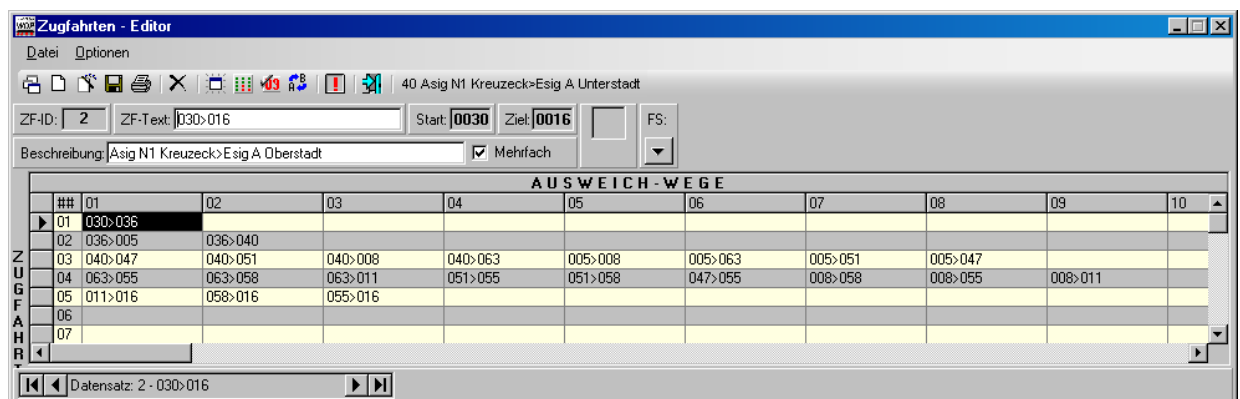 Zugfahrten - Editor
Datei Optionen
40 Asig N1 Kreuzeck>Esig A Unterstadt
ZF-ID: 2 ZF-Text: 030>016 Start: 0030 Ziel: 0016 FS:
Beschreibung: Asig N1 Kreuzeck>Esig A Oberstadt Mehrfach
AUSWEICH-WEGE
## 01 02 03 04 05 06 07 08 09 10
01 030>036
02 036>005 036>040
03 040>047 040>051 040>008 040>063 005>008 005>063 005>051 005>047
04 063>055 063>058 063>011 051>055 051>058 047>055 008>058 008>055 008>011
05 011>016 058>016 055>016
06
07
ZUGFAHR
Datensatz: 2 - 030>016